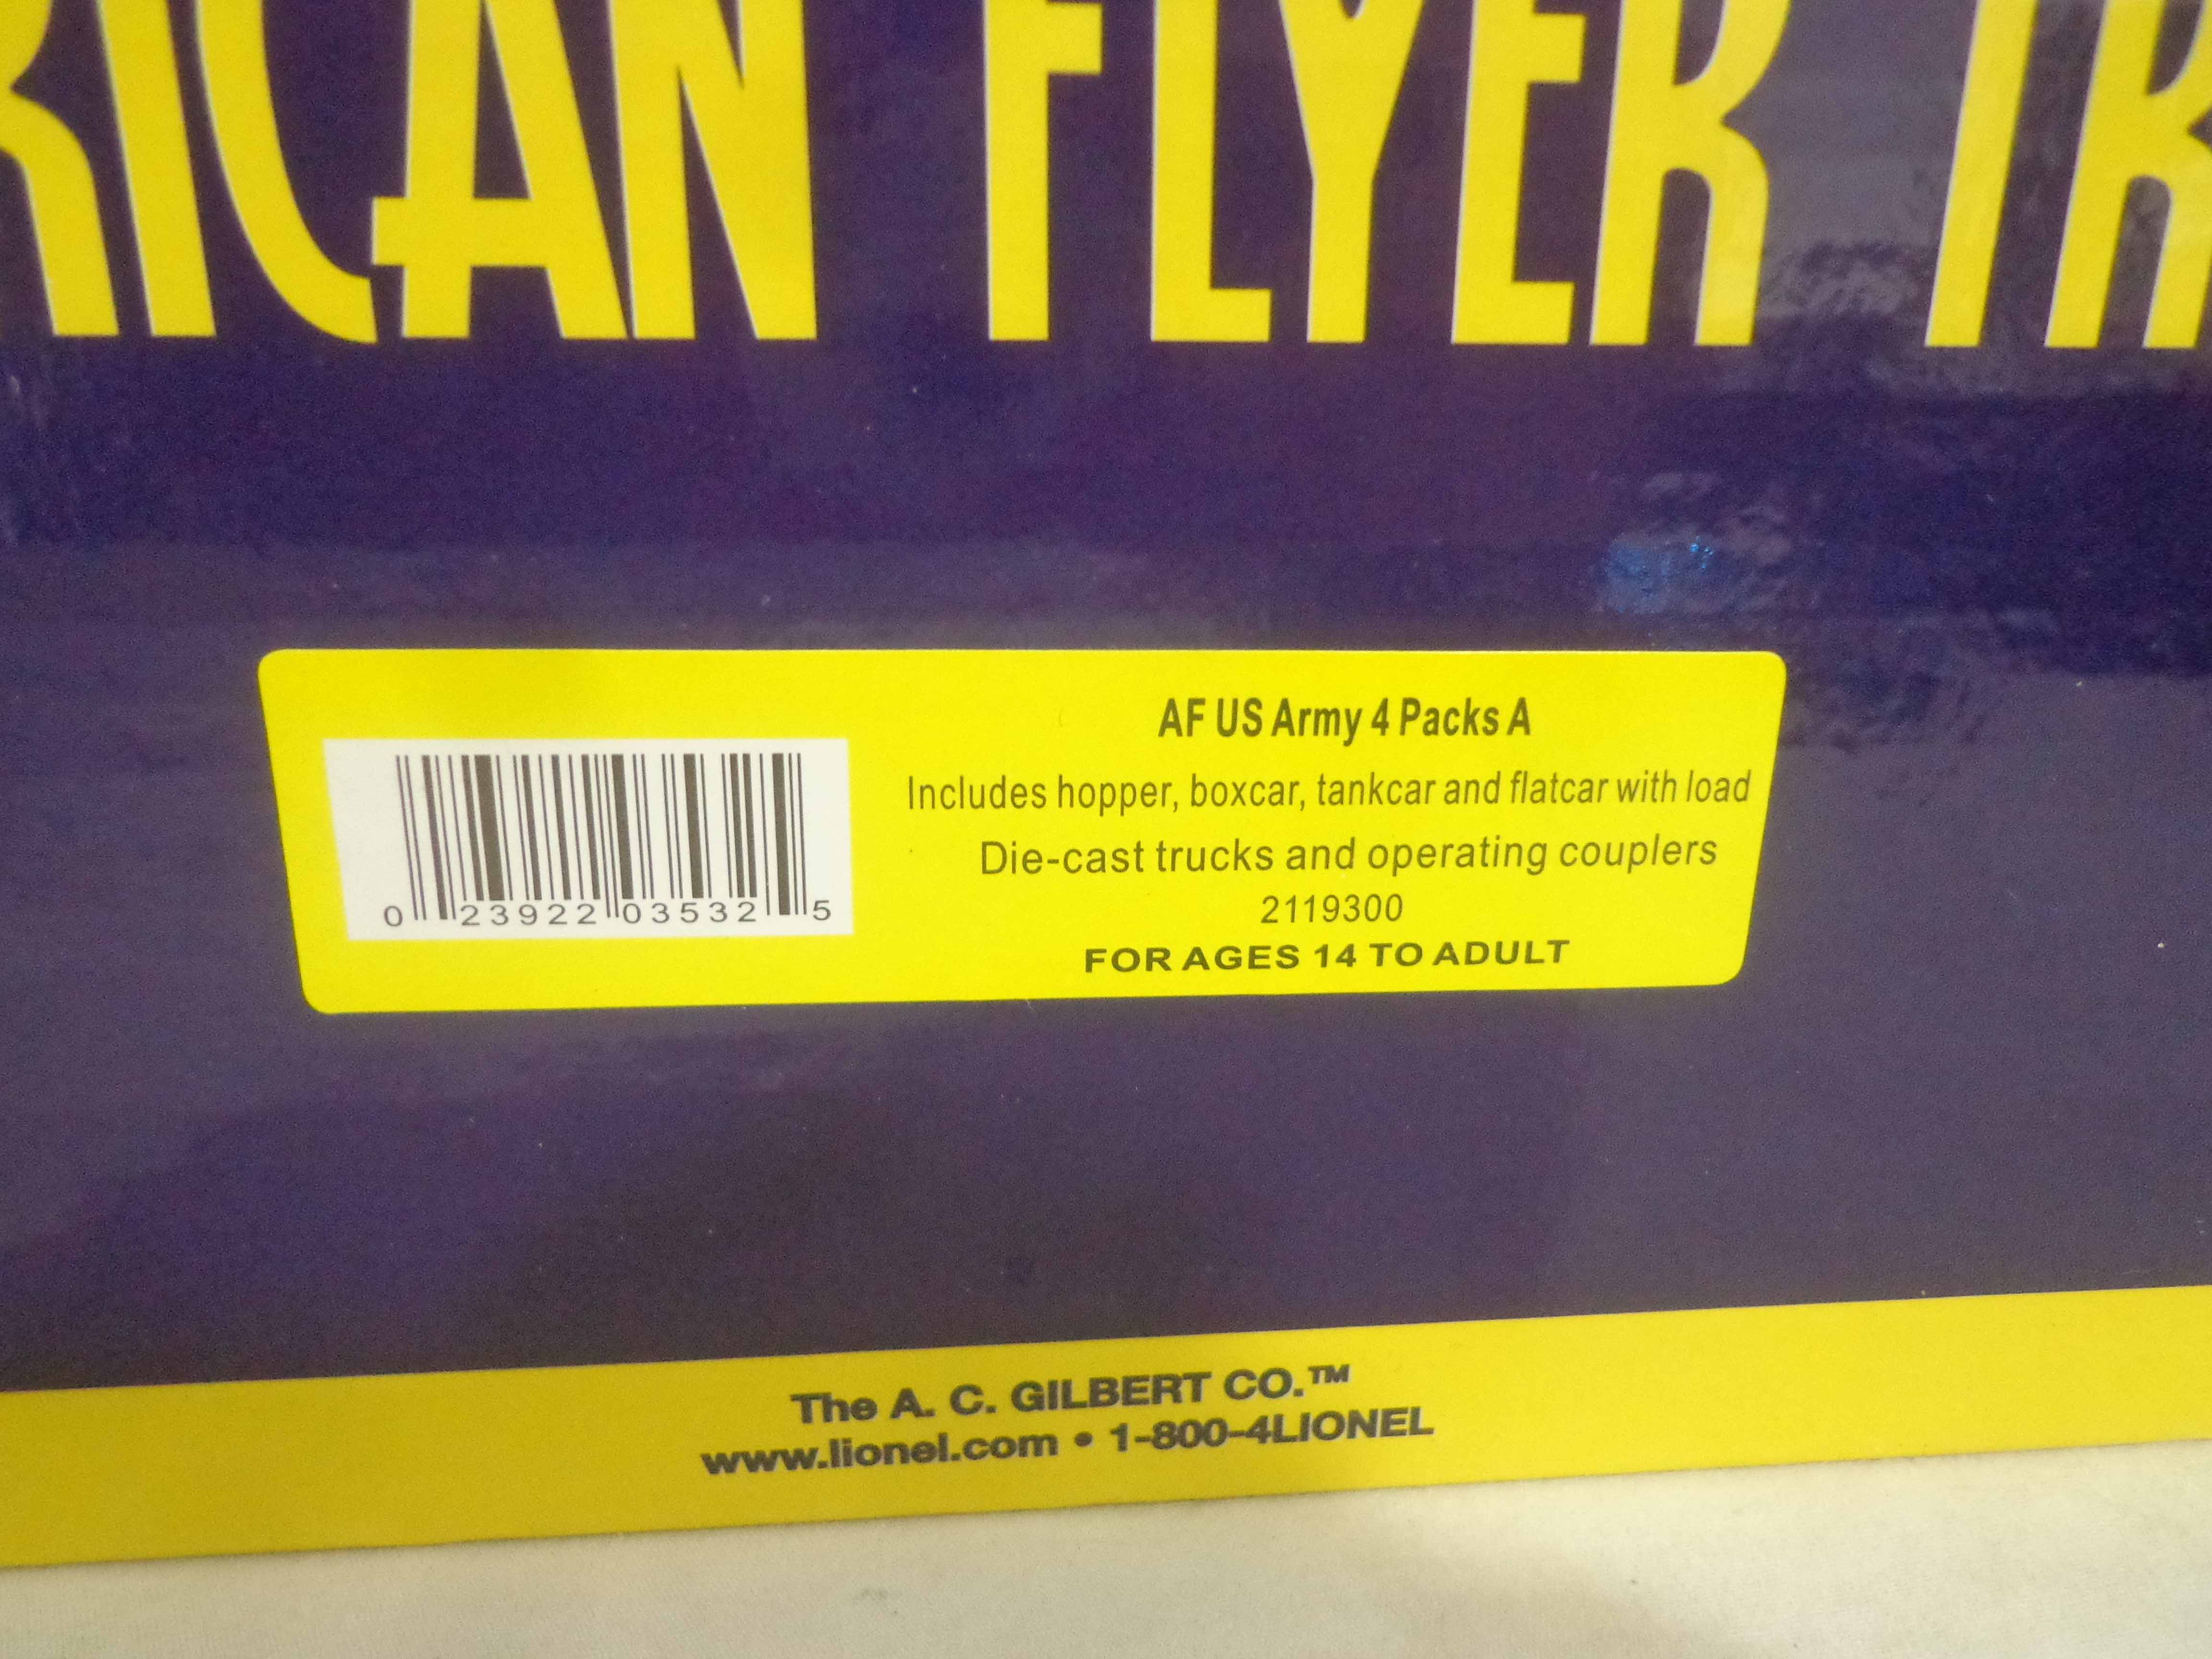 RICAN FLYER TR
AF US Army 4 Packs A
Includes hopper, boxcar, tankcar and flatcar with load
Die-cast trucks and operating couplers
2119300
FOR AGES 14 TO ADULT
0 23922 03532 5
The A. C. GILBERT CO.™
www.lionel.com • 1-800-4LIONEL